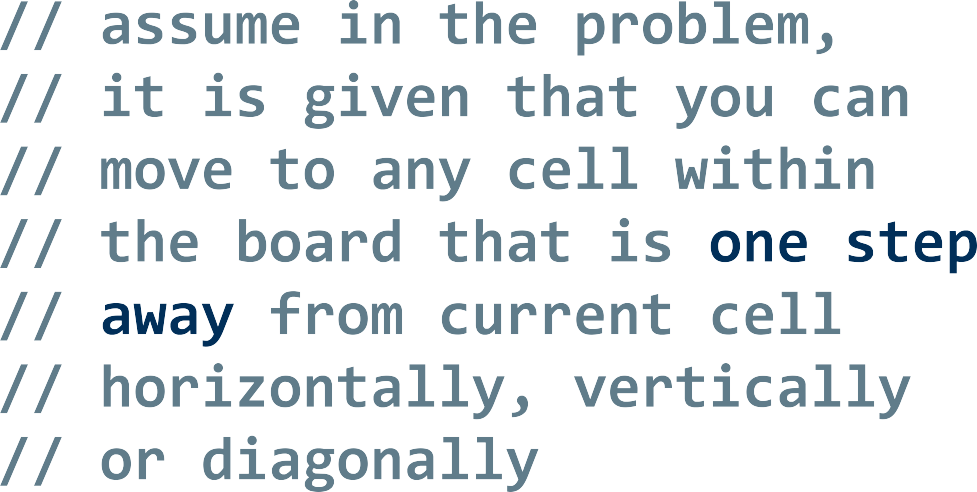 // assume in the problem,
// it is given that you can
// move to any cell within
// the board that is one step
// away from current cell
// horizontally, vertically
// or diagonally